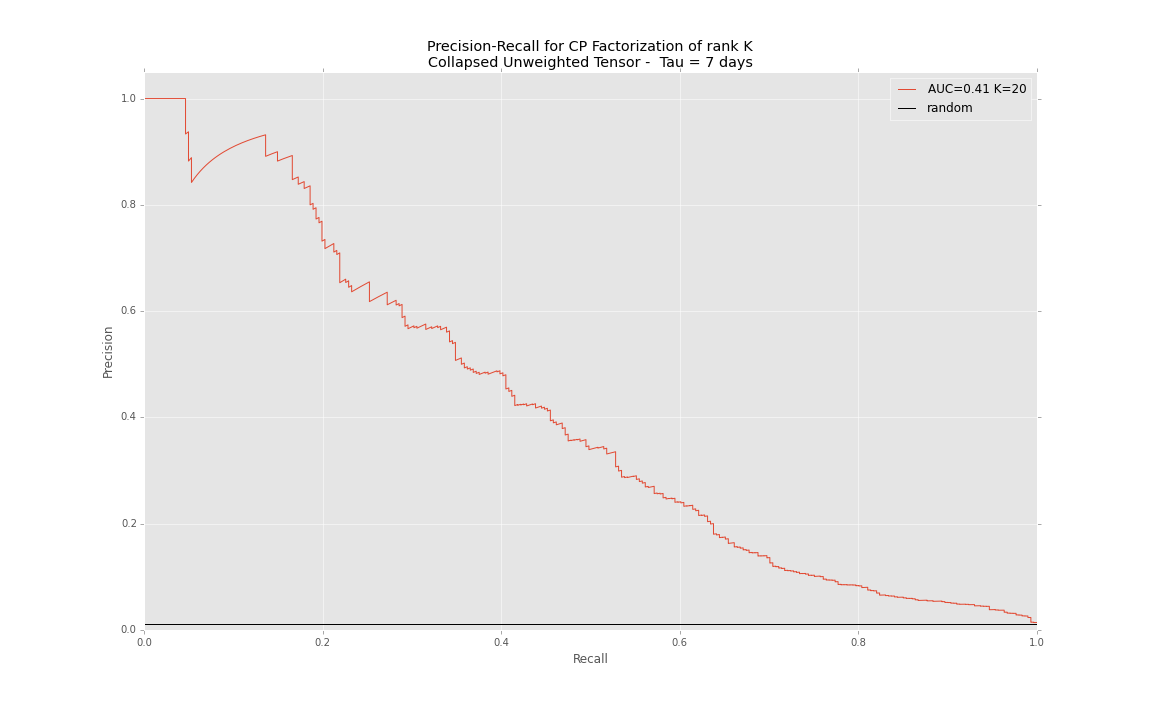 Precision-Recall for CP Factorization of rank K
Collapsed Unweighted Tensor -  Tau = 7 days
AUC=0.41 K=20
random
1.0
0.8
0.6
0.4
0.2
0.0
Precision
0.0 0.2 0.4 0.6 0.8 1.0
Recall